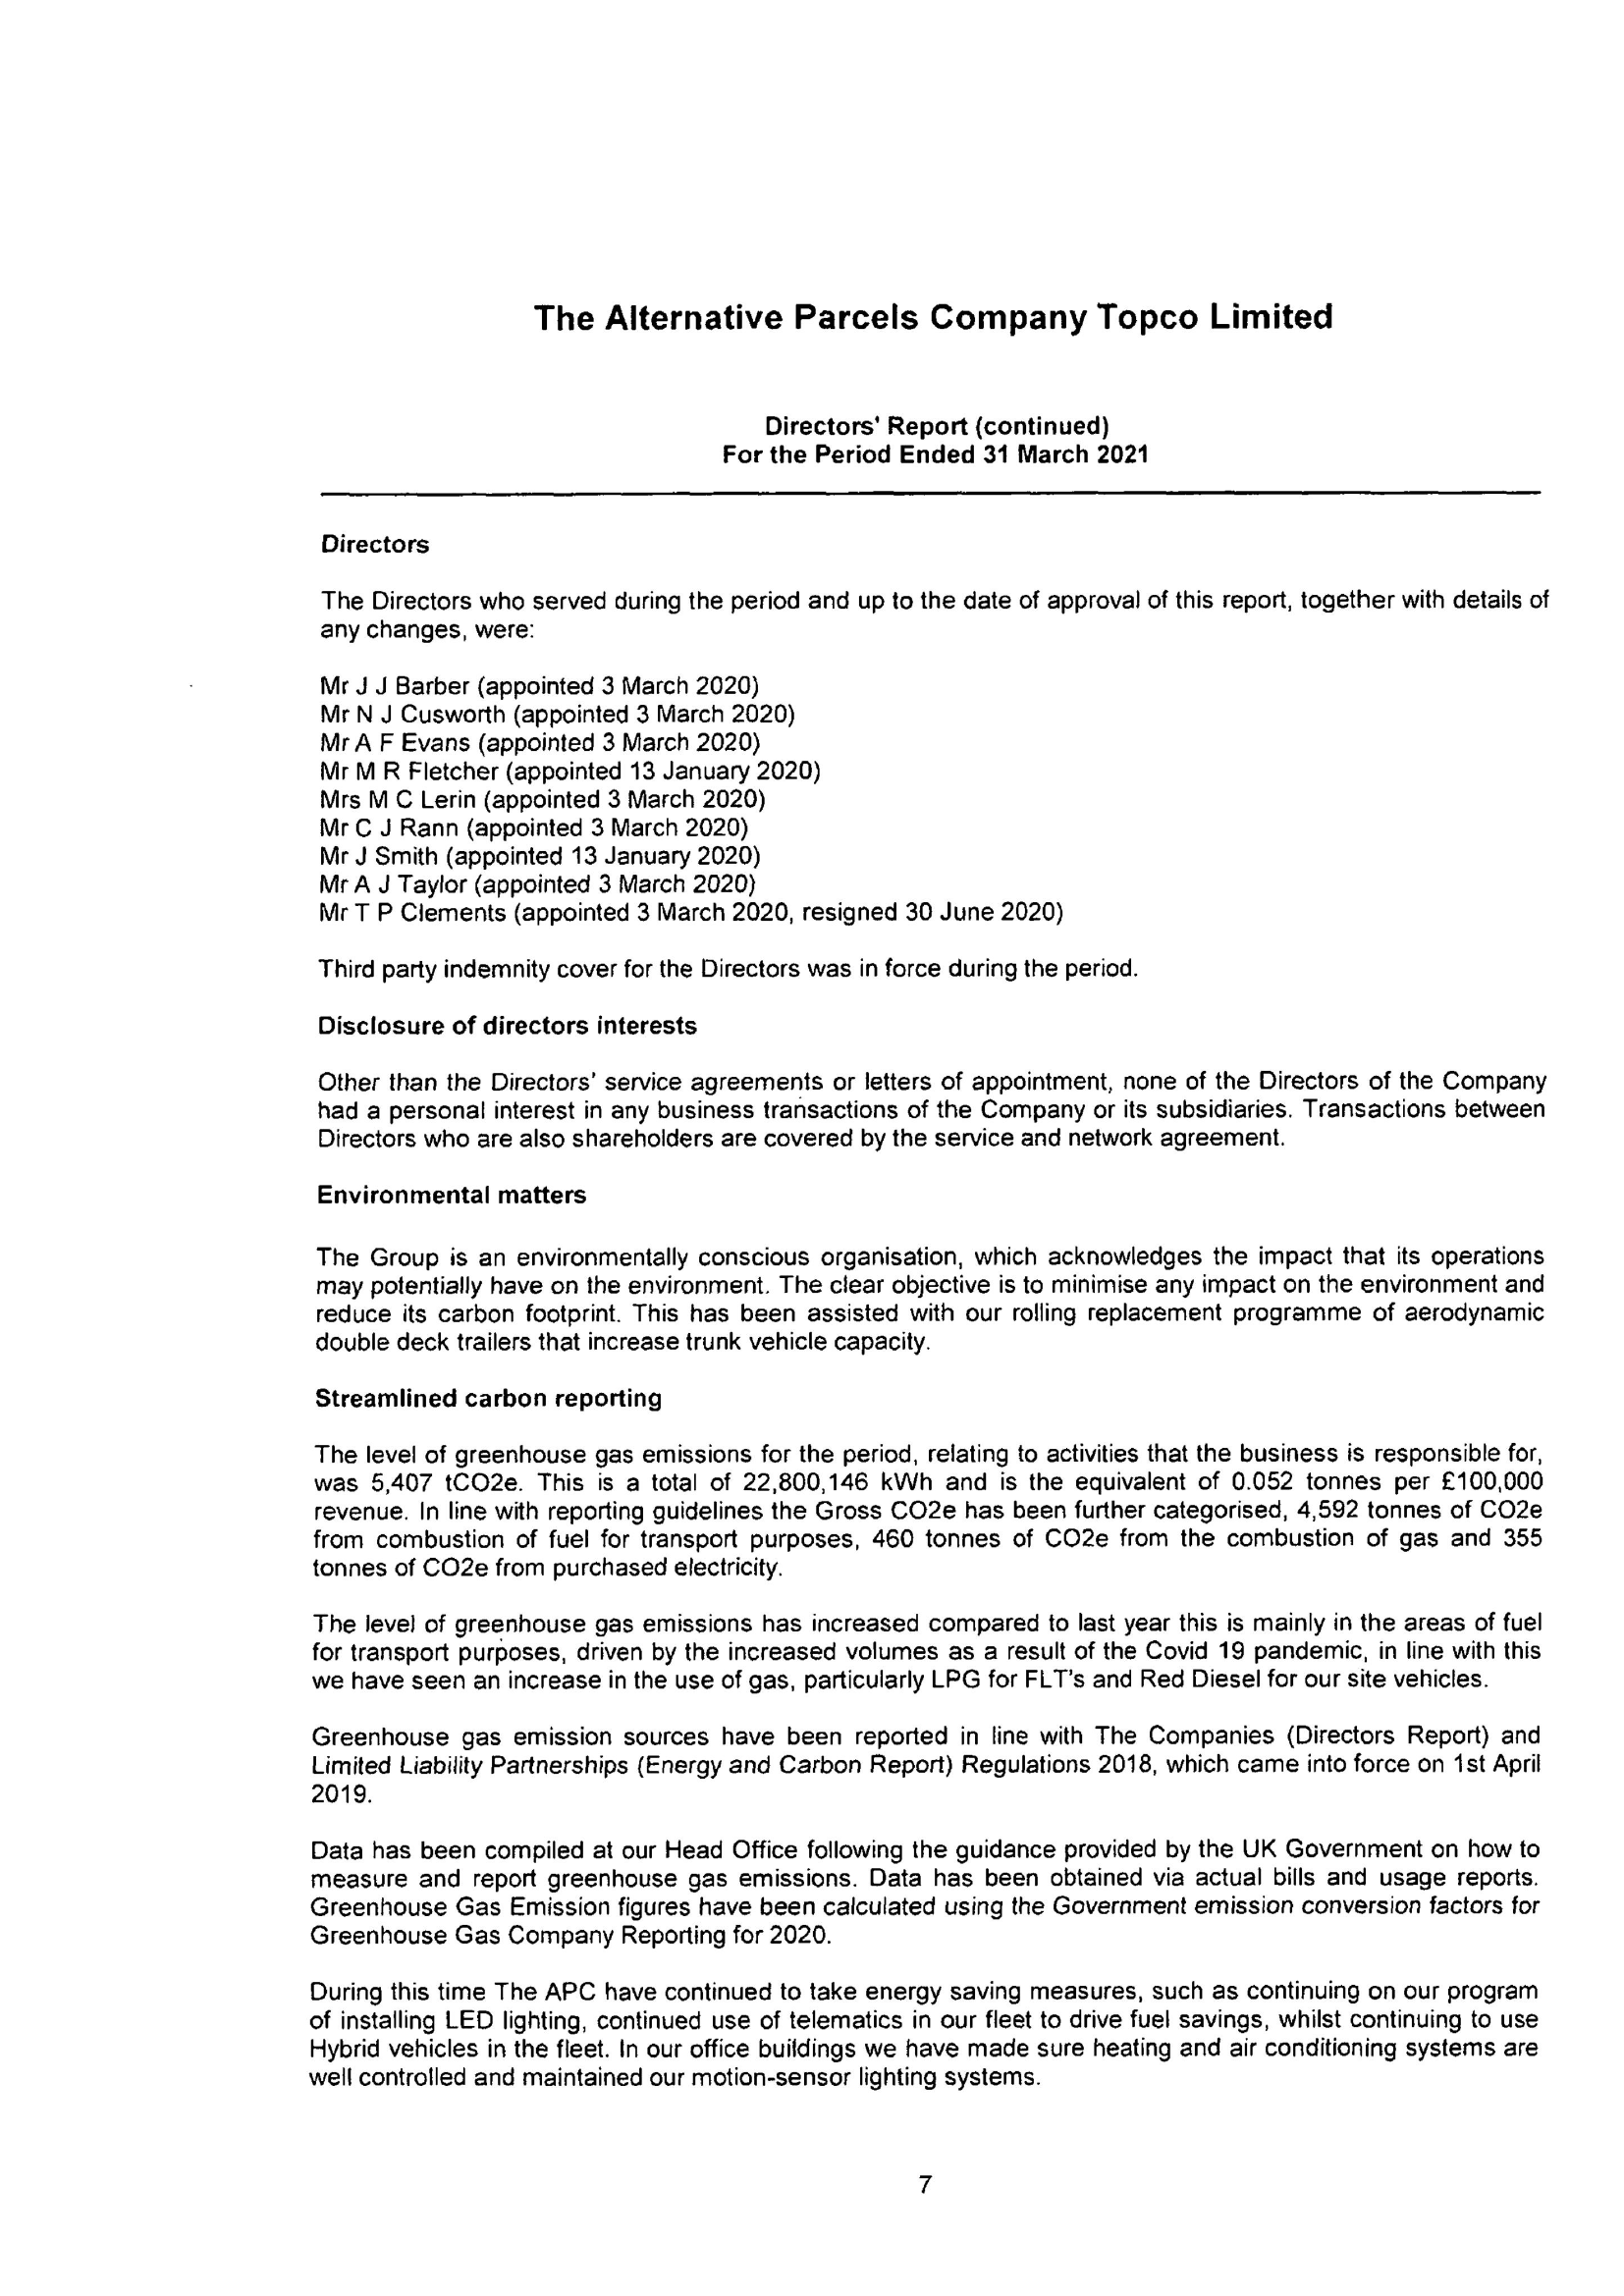 The Alternative Parcels Company Topco Limited
Directors' Report (continued)
For the Period Ended 31 March 2021
Directors
The Directors who served during the period and up to the date of approval of this report, together with details of
any changes, were:
Mr J J Barber (appointed 3 March 2020)
Mr N J Cusworth (appointed 3 March 2020)
Mr A F Evans (appointed 3 March 2020)
Mr M R Fletcher (appointed 13 January 2020)
Mrs M C Lerin (appointed 3 March 2020)
Mr C J Rann (appointed 3 March 2020)
Mr J Smith (appointed 13 January 2020)
Mr A J Taylor (appointed 3 March 2020)
Mr T P Clements (appointed 3 March 2020, resigned 30 June 2020)
Third party indemnity cover for the Directors was in force during the period.
Disclosure of directors interests
Other than the Directors' service agreements or letters of appointment, none of the Directors of the Company
had a personal interest in any business transactions of the Company or its subsidiaries. Transactions between
Directors who are also shareholders are covered by the service and network agreement.
Environmental matters
The Group is an environmentally conscious organisation, which acknowledges the impact that its operations
may potentially have on the environment. The clear objective is to minimise any impact on the environment and
reduce its carbon footprint. This has been assisted with our rolling replacement programme of aerodynamic
double deck trailers that increase trunk vehicle capacity.
Streamlined carbon reporting
The level of greenhouse gas emissions for the period, relating to activities that the business is responsible for,
was 5,407 tCO2e. This is a total of 22,800,146 kWh and is the equivalent of 0.052 tonnes per £100,000
revenue. In line with reporting guidelines the Gross CO2e has been further categorised, 4,592 tonnes of CO2e
from combustion of fuel for transport purposes, 460 tonnes of CO2e from the combustion of gas and 355
tonnes of CO2e from purchased electricity.
The level of greenhouse gas emissions has increased compared to last year this is mainly in the areas of fuel
for transport purposes, driven by the increased volumes as a result of the Covid 19 pandemic, in line with this
we have seen an increase in the use of gas, particularly LPG for FLT's and Red Diesel for our site vehicles.
Greenhouse gas emission sources have been reported in line with The Companies (Directors Report) and
Limited Liability Partnerships (Energy and Carbon Report) Regulations 2018, which came into force on 1st April
2019.
Data has been compiled at our Head Office following the guidance provided by the UK Government on how to
measure and report greenhouse gas emissions. Data has been obtained via actual bills and usage reports.
Greenhouse Gas Emission figures have been calculated using the Government emission conversion factors for
Greenhouse Gas Company Reporting for 2020.
During this time The APC have continued to take energy saving measures, such as continuing on our program
of installing LED lighting, continued use of telematics in our fleet to drive fuel savings, whilst continuing to use
Hybrid vehicles in the fleet. In our office buildings we have made sure heating and air conditioning systems are
well controlled and maintained our motion-sensor lighting systems.
7